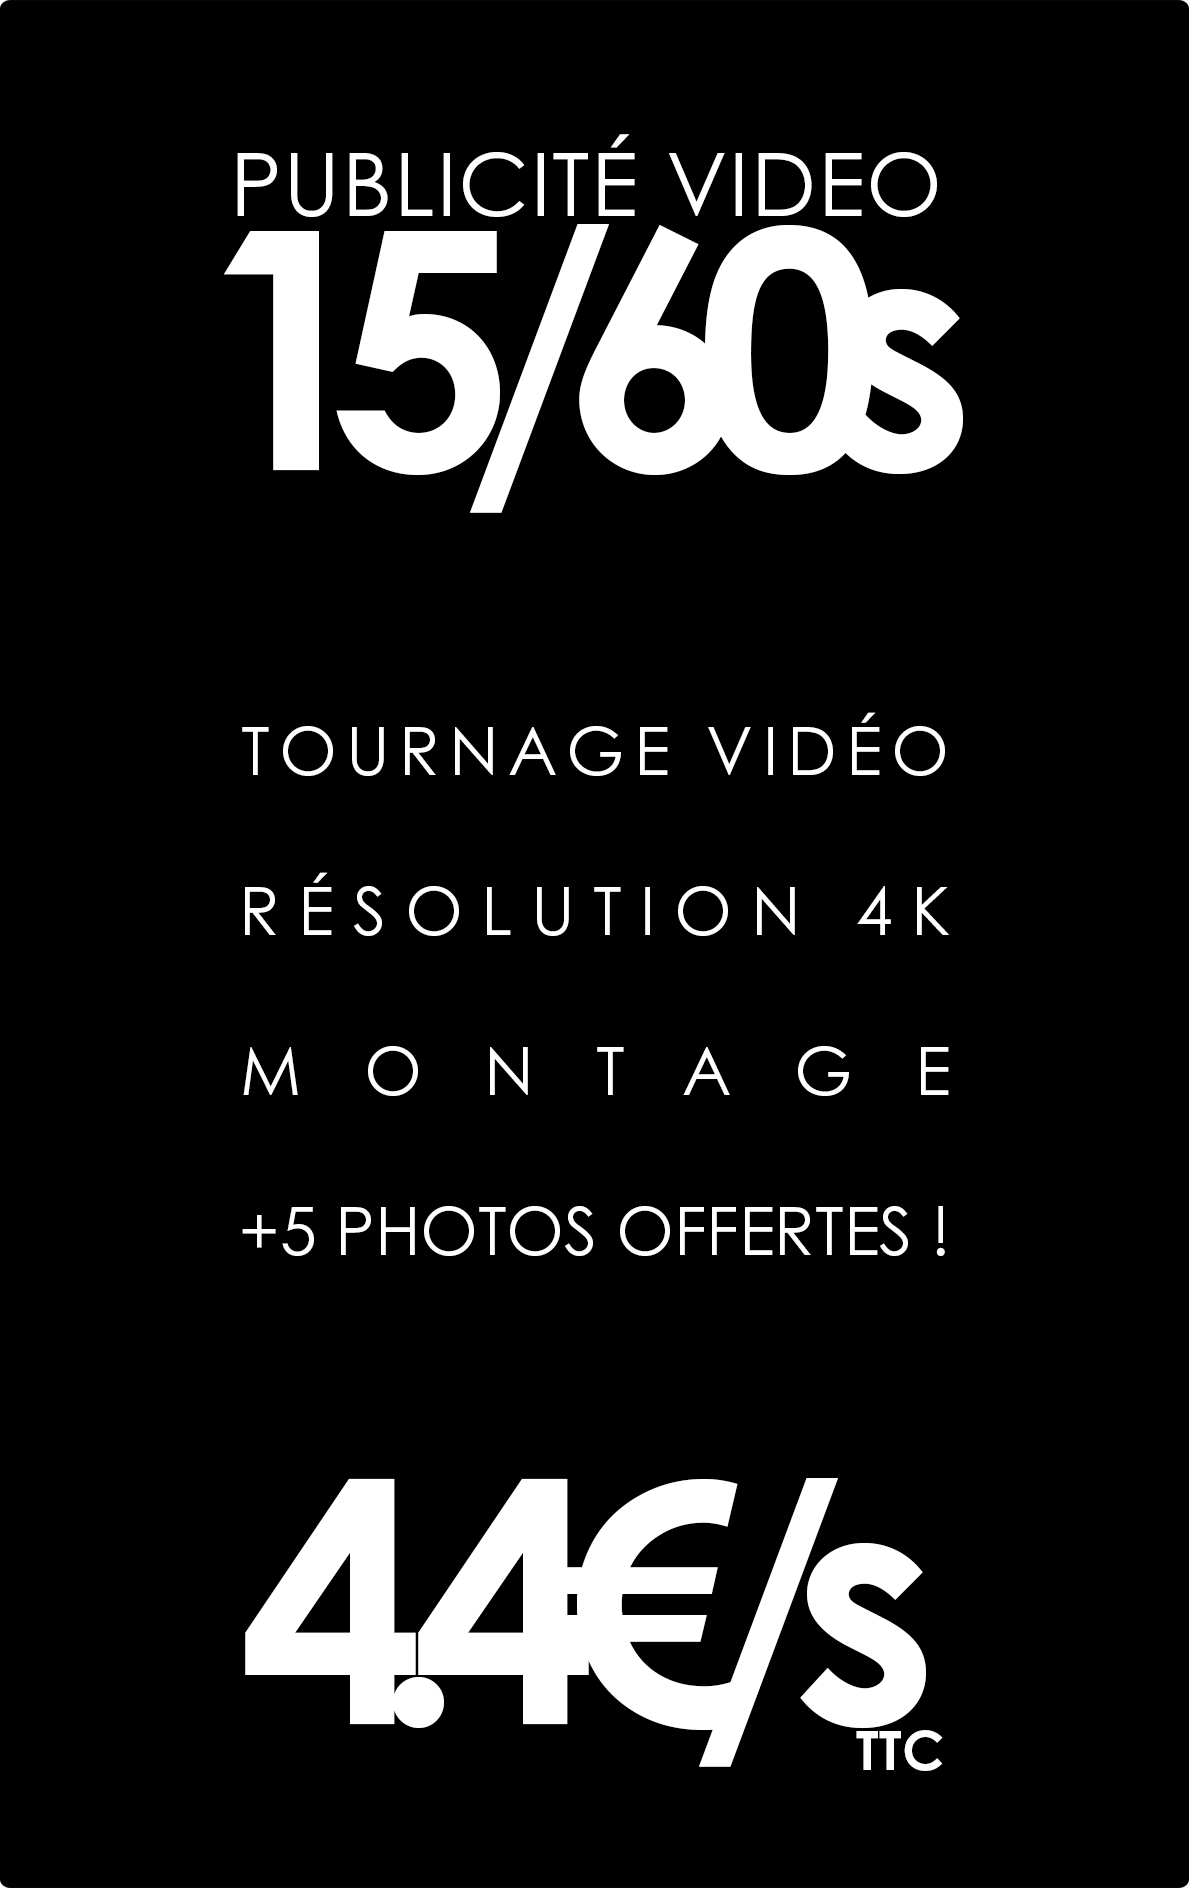 PUBLICITÉ VIDEO
15/60s
TOURNAGE VIDÉO
RÉSOLUTION 4K
MONTAGE
+5 PHOTOS OFFERTES !
4.4€/s
TTC